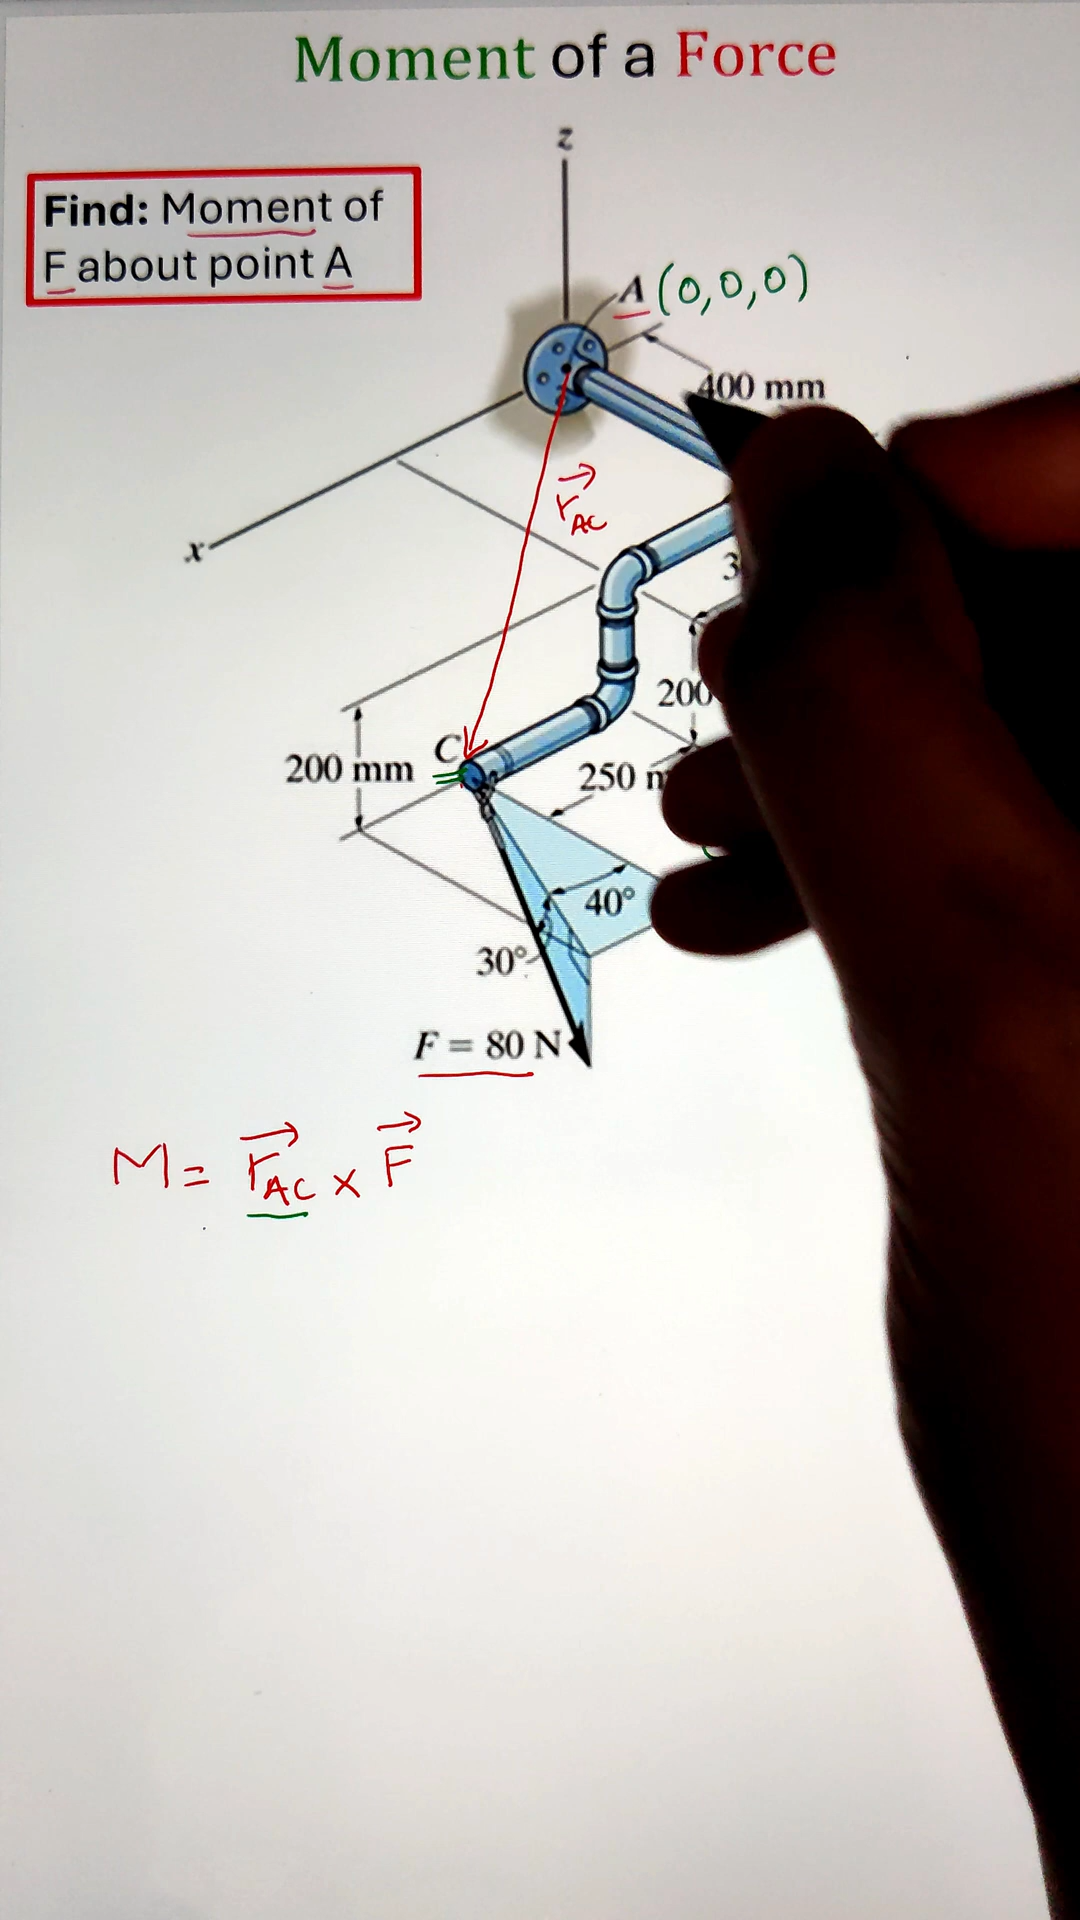 Moment of a Force
z
Find: Moment of
F about point A
A (0,0,0)
400 mm
r AC
x
3
200
200 mm
C
250 m
40°
30°
F = 80 N
M = r AC x F